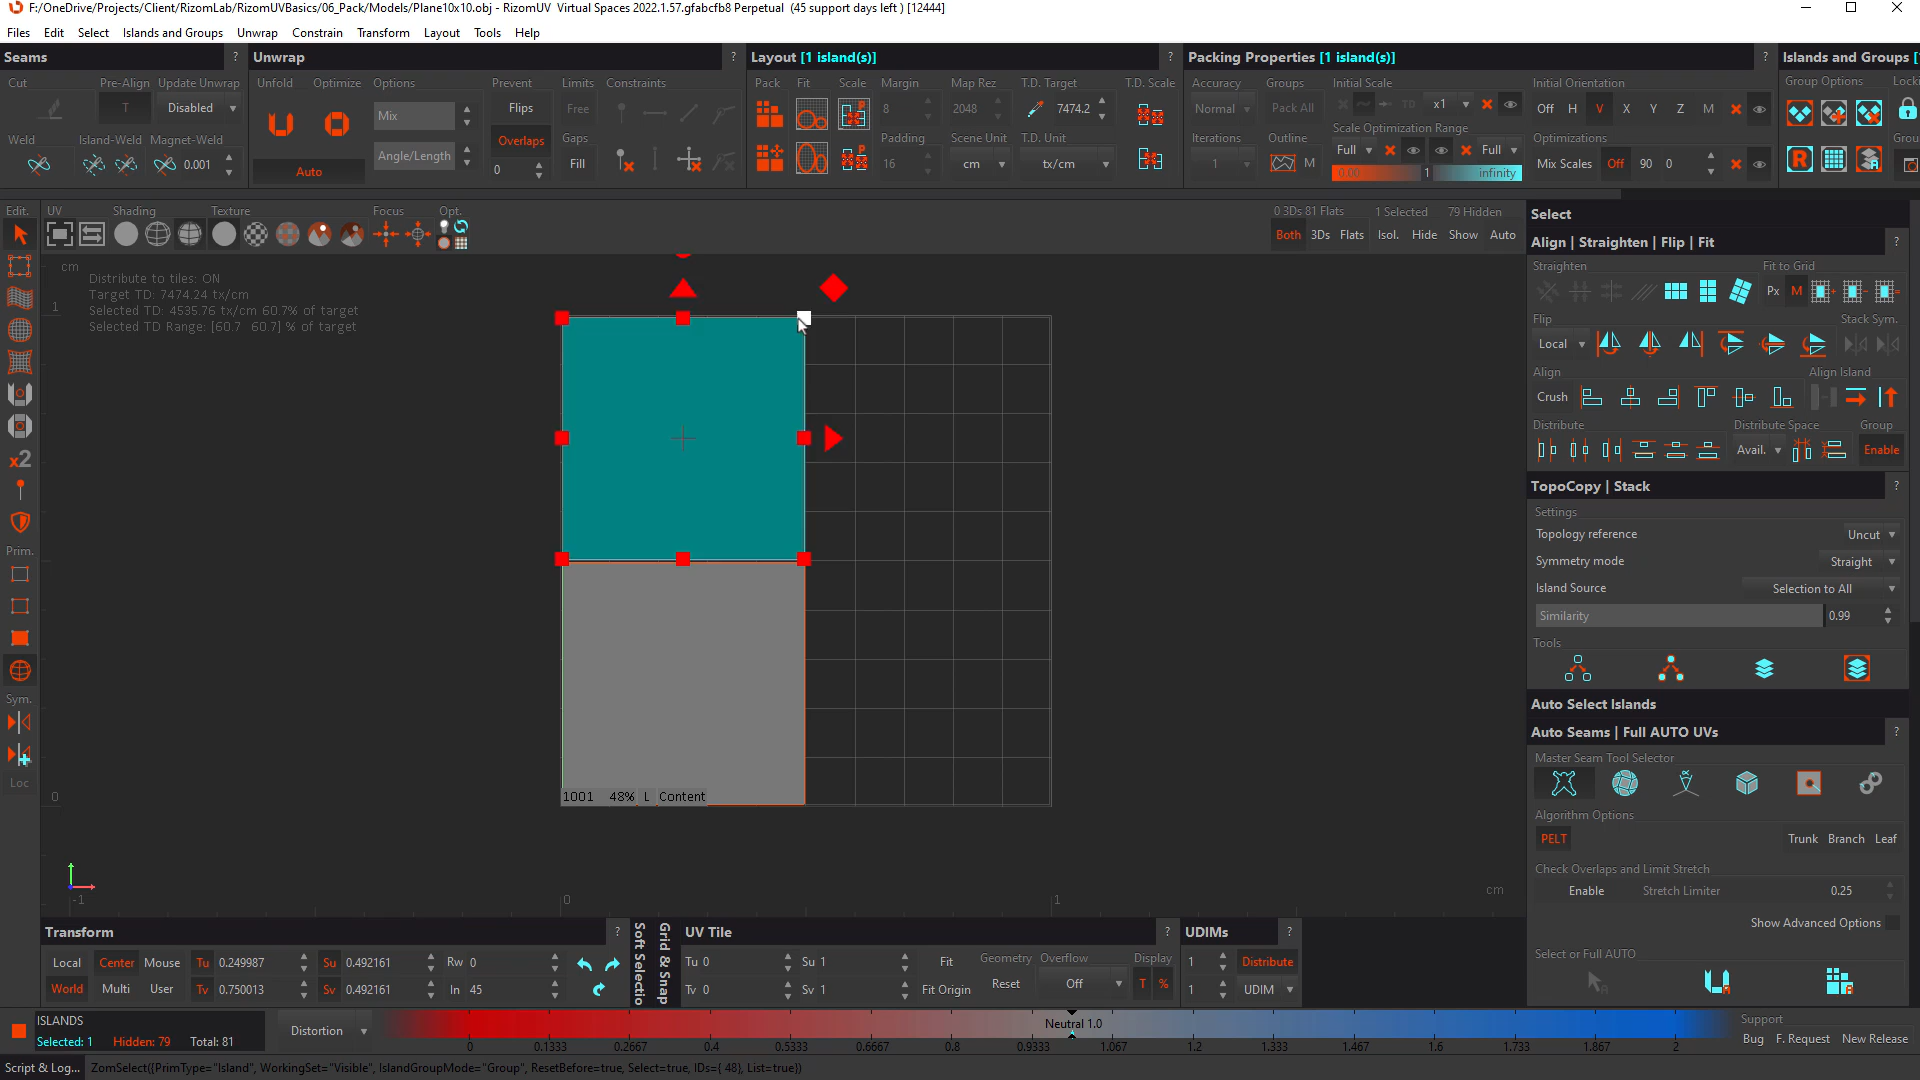 F:/OneDrive/Projects/Client/RizomLab/RizomUVBasics/06_Pack/Models/Plane10x10.obj - RizomUV Virtual Spaces 2022.1.57.gfabcfb8 Perpetual (45 support days left ) [12444]
Files Edit Select Islands and Groups Unwrap Constrain Transform Layout Tools Help
Seams ? Unwrap ? Layout [1 island(s)] ? Packing Properties [1 island(s)] ? Islands and Groups [
Cut Pre-Align Update Unwrap Unfold Optimize Options Prevent Limits Constraints Pack Fit Scale Margin Map Rez T.D. Target T.D. Scale Accuracy Groups Initial Scale Initial Orientation Group Options Locki
T Disabled Mix Flips Free P 8 2048 7474.2 Normal Pack All TD x1 Off H V X Y Z M
Weld Island-Weld Magnet-Weld Overlaps Gaps Padding Scene Unit T.D. Unit Iterations Outline Scale Optimization Range Optimizations Grou
0.001 Auto Angle/Length 0 Fill P 16 cm tx/cm 1 M Full Full Mix Scales Off 90 0 R A
0.00 1 infinity
Edit. UV Shading Texture Focus Opt. 0 3Ds 81 Flats 1 Selected 79 Hidden
Both 3Ds Flats Isol. Hide Show Auto
cm
Distribute to tiles: ON
Target TD: 7474.24 tx/cm
Selected TD: 4535.76 tx/cm 60.7% of target
Selected TD Range: [60.7 60.7] % of target
1
x2
Prim.
Sym.
Loc
0
1001 48% L Content
-1 0 1 cm
Select
Align | Straighten | Flip | Fit ?
Straighten Fit to Grid
Px M
Flip Stack Sym.
Local
Align Align Island
Crush
Distribute Distribute Space Group
Avail. Enable
TopoCopy | Stack ?
Settings
Topology reference Uncut
Symmetry mode Straight
Island Source Selection to All
Similarity 0.99
Tools
Auto Select Islands
Auto Seams | Full AUTO UVs ?
Master Seam Tool Selector
Algorithm Options
PELT Trunk Branch Leaf
Check Overlaps and Limit Stretch
Enable Stretch Limiter 0.25
Show Advanced Options
Select or Full AUTO
Transform ? Soft Selectio Grid & Snap UV Tile ? UDIMs ?
Local Center Mouse Tu 0.249987 Su 0.492161 Rw 0 Tu 0 Su 1 Fit Geometry Overflow Display 1 Distribute
World Multi User Tv 0.750013 Sv 0.492161 In 45 Tv 0 Sv 1 Fit Origin Reset Off T % 1 UDIM
ISLANDS
Selected: 1 Hidden: 79 Total: 81 Distortion Neutral 1.0
0 0.1333 0.2667 0.4 0.5333 0.6667 0.8 0.9333 1.067 1.2 1.333 1.467 1.6 1.733 1.867 2
Support
Bug F. Request New Release
Script & Log... ZomSelect({PrimType="Island", WorkingSet="Visible", IslandGroupMode="Group", ResetBefore=true, Select=true, IDs={ 48}, List=true})